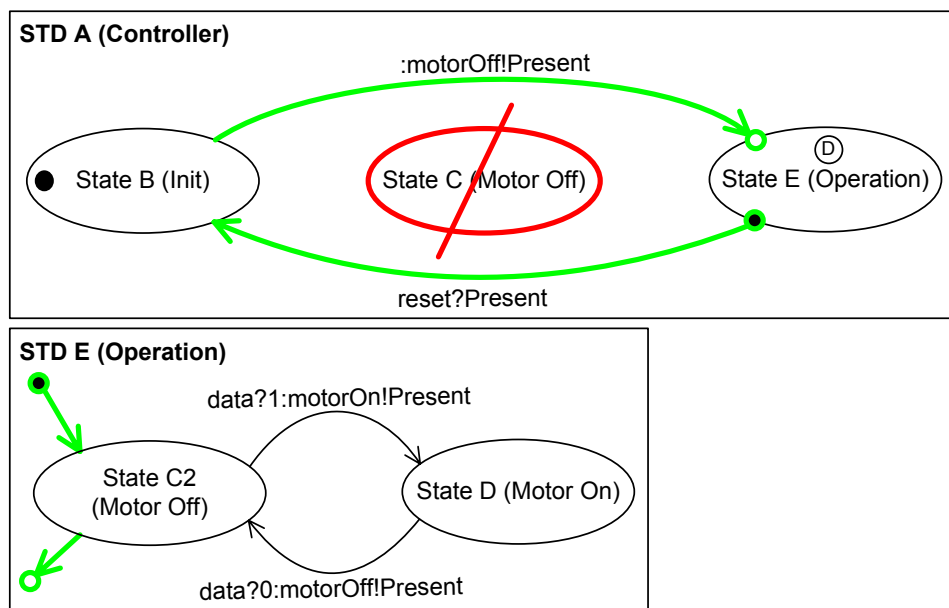 STD A (Controller)
:motorOff!Present
State B (Init)
State C (Motor Off)
D
State E (Operation)
reset?Present
STD E (Operation)
data?1:motorOn!Present
State C2
(Motor Off)
State D (Motor On)
data?0:motorOff!Present